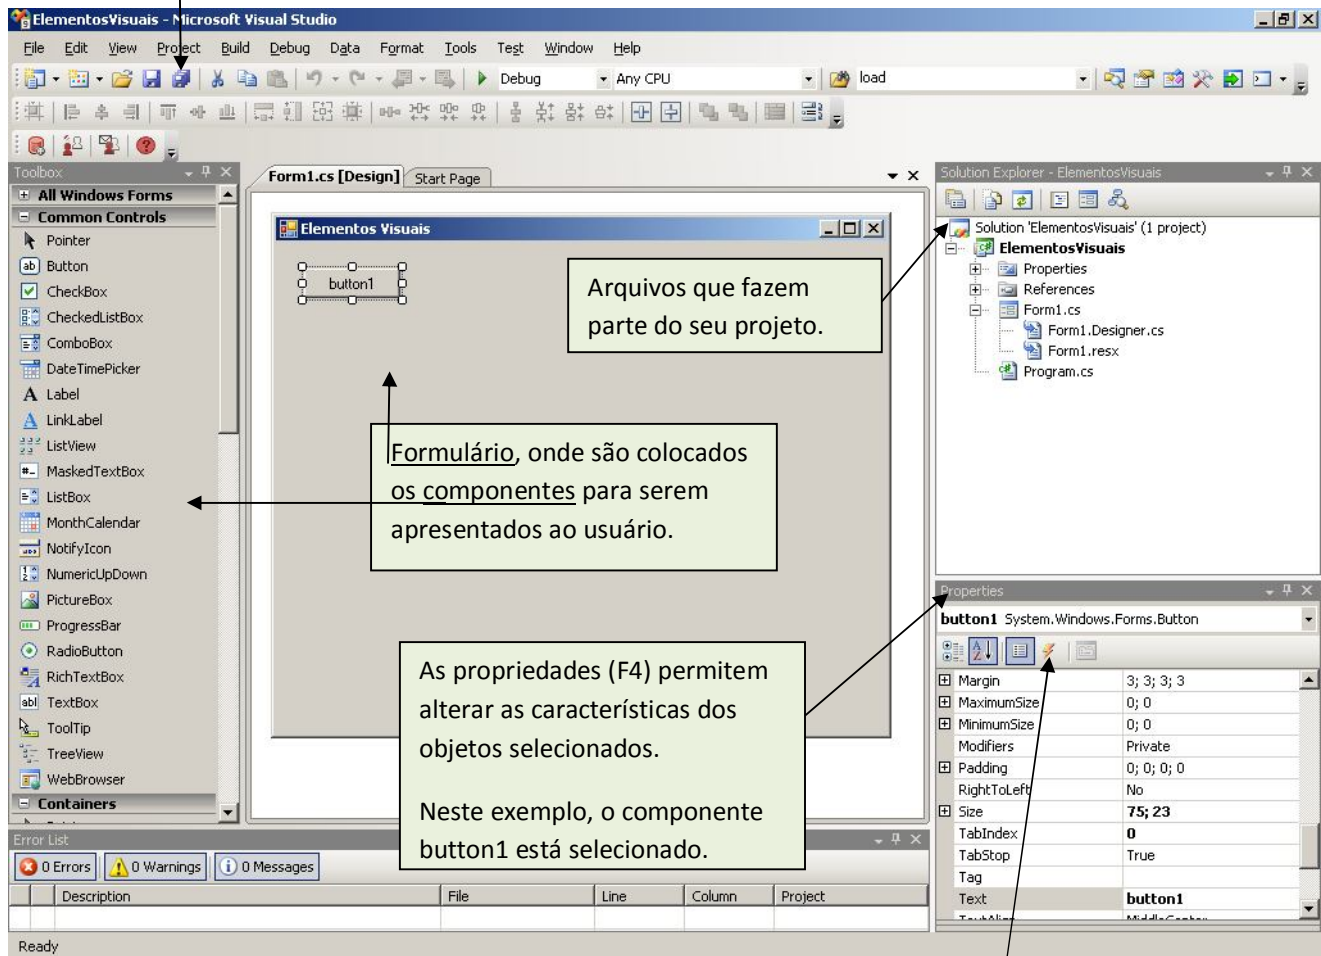 ElementosVisuais - Microsoft Visual Studio
File Edit View Project Build Debug Data Format Tools Test Window Help
Debug Any CPU load
Toolbox
All Windows Forms
Common Controls
Pointer
Button
CheckBox
CheckedListBox
ComboBox
DateTimePicker
Label
LinkLabel
ListView
MaskedTextBox
ListBox
MonthCalendar
NotifyIcon
NumericUpDown
PictureBox
ProgressBar
RadioButton
RichTextBox
TextBox
ToolTip
TreeView
WebBrowser
Containers
Form1.cs [Design] Start Page
Elementos Visuais
button1
Arquivos que fazem
parte do seu projeto.
Formulário, onde são colocados
os componentes para serem
apresentados ao usuário.
As propriedades (F4) permitem
alterar as características dos
objetos selecionados.
Neste exemplo, o componente
button1 está selecionado.
Solution Explorer - ElementosVisuais
Solution 'ElementosVisuais' (1 project)
ElementosVisuais
Properties
References
Form1.cs
Form1.Designer.cs
Form1.resx
Program.cs
Properties
button1 System.Windows.Forms.Button
Margin 3; 3; 3; 3
MaximumSize 0; 0
MinimumSize 0; 0
Modifiers Private
Padding 0; 0; 0; 0
RightToLeft No
Size 75; 23
TabIndex 0
TabStop True
Tag
Text button1
Error List
0 Errors 0 Warnings 0 Messages
Description File Line Column Project
Ready